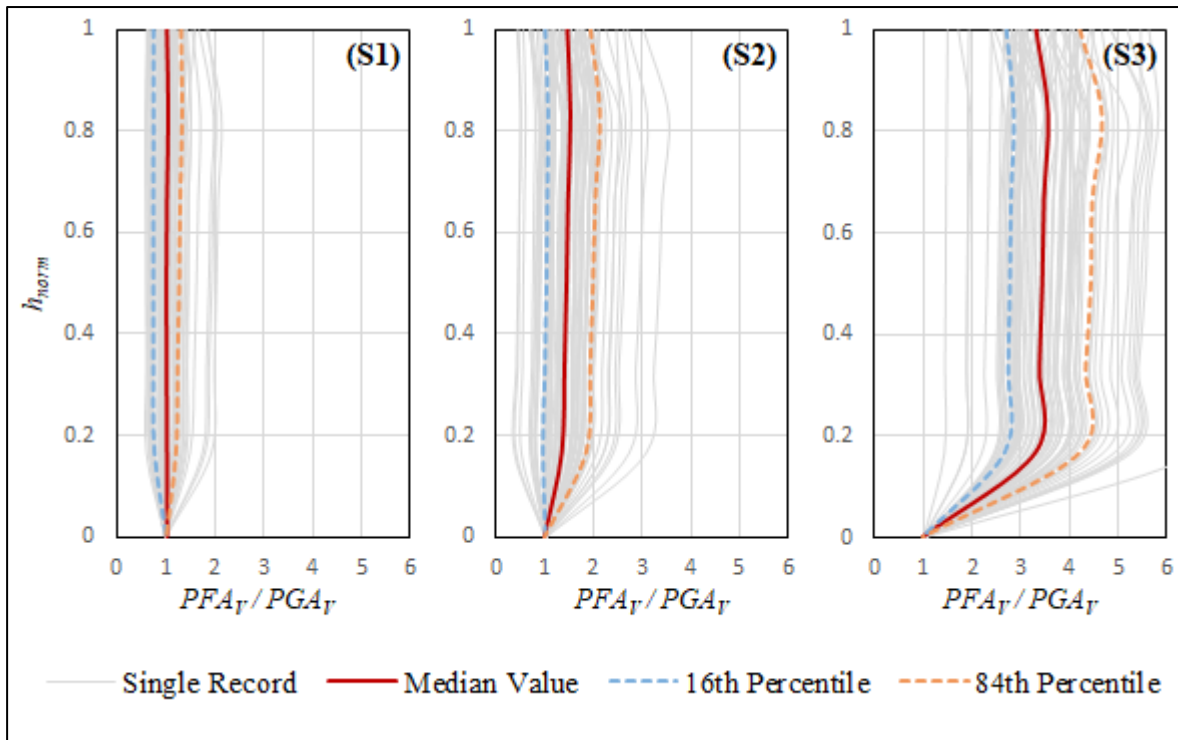 (S1) (S2) (S3)
1 1 1
0.8 0.8 0.8
0.6 0.6 0.6
h_norm
0.4 0.4 0.4
0.2 0.2 0.2
0 0 0
0 1 2 3 4 5 6 0 1 2 3 4 5 6 0 1 2 3 4 5 6
PFA_V / PGA_V PFA_V / PGA_V PFA_V / PGA_V
Single Record Median Value 16th Percentile 84th Percentile